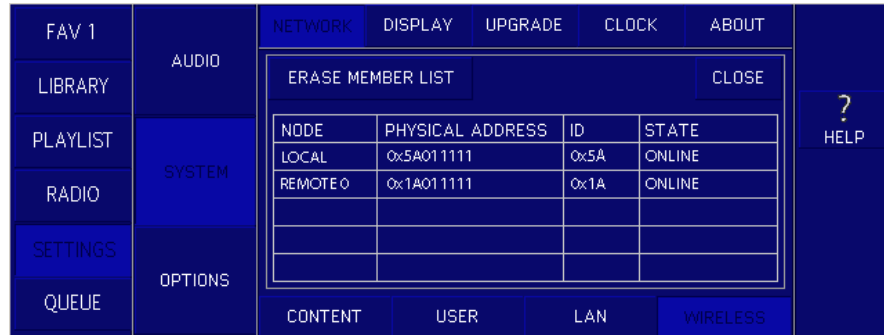 FAV 1
LIBRARY
PLAYLIST
RADIO
SETTINGS
QUEUE
AUDIO
SYSTEM
OPTIONS
NETWORK DISPLAY UPGRADE CLOCK ABOUT
ERASE MEMBER LIST CLOSE
NODE PHYSICAL ADDRESS ID STATE
LOCAL 0x5A011111 0x5A ONLINE
REMOTE 0 0x1A011111 0x1A ONLINE
CONTENT USER LAN WIRELESS
?
HELP